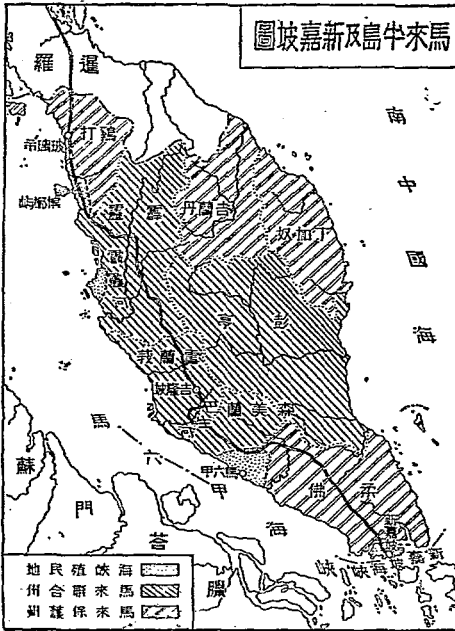 馬來半島及新嘉坡圖
暹羅
南中國海
鷄打
檳榔嶼
吉蘭丹
丁加奴
霹靂
彭亨
雪蘭莪
吉隆坡
森美蘭
馬六甲
柔佛
新嘉坡
馬六甲海峽
蘇門荅臘
海峽殖民地
馬來聯合州
馬來保護州